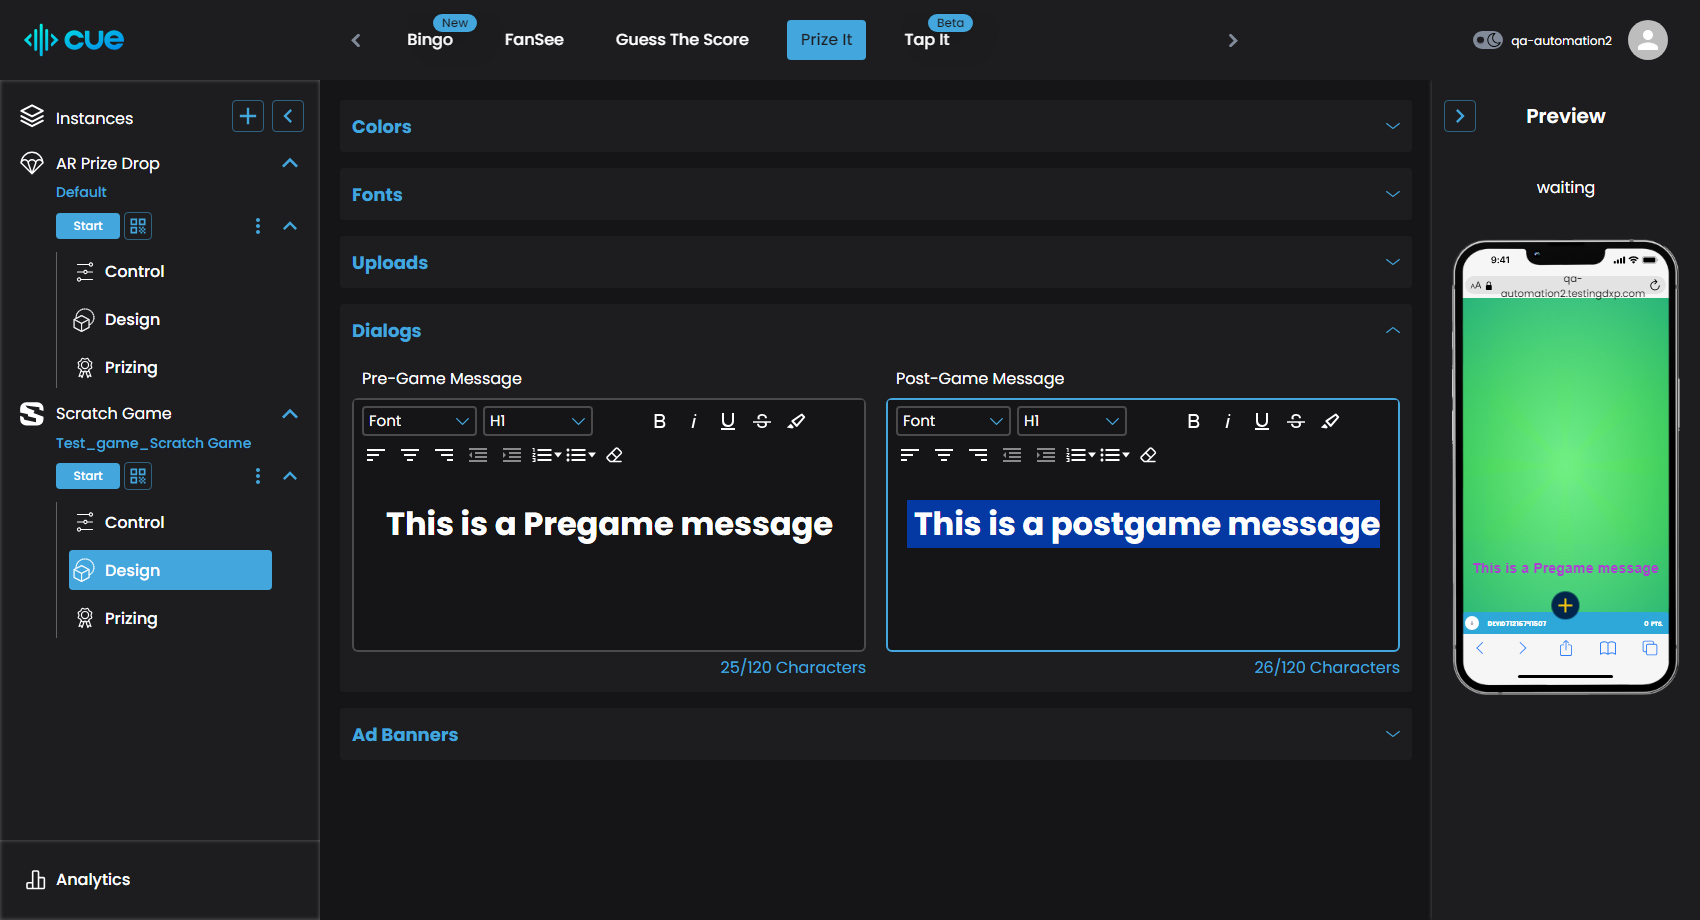 cue
Bingo
New
FanSee
Guess The Score
Prize It
Tap It
Beta
qa-automation2
Instances
AR Prize Drop
Default
Start
Control
Design
Prizing
Scratch Game
Test_game_Scratch Game
Start
Control
Design
Prizing
Analytics
Colors
Fonts
Uploads
Dialogs
Pre-Game Message
Font
H1
B i U S
This is a Pregame message
25/120 Characters
Post-Game Message
Font
H1
B i U S
This is a postgame message
26/120 Characters
Ad Banners
Preview
waiting
9:41
AA
qa-
automation2.testingdxp.com
This is a Pregame message
0 PTS.